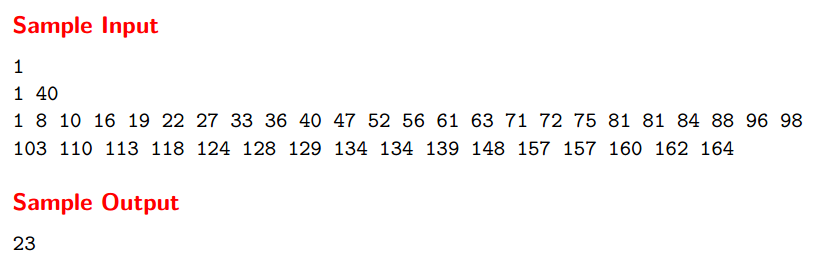 Sample Input
1
1 40
1 8 10 16 19 22 27 33 36 40 47 52 56 61 63 71 72 75 81 81 84 88 96 98
103 110 113 118 124 128 129 134 134 139 148 157 157 160 162 164
Sample Output
23